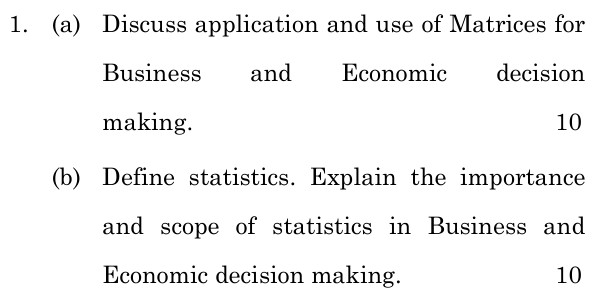 1. (a) Discuss application and use of Matrices for
Business and Economic decision
making. 10
(b) Define statistics. Explain the importance
and scope of statistics in Business and
Economic decision making. 10